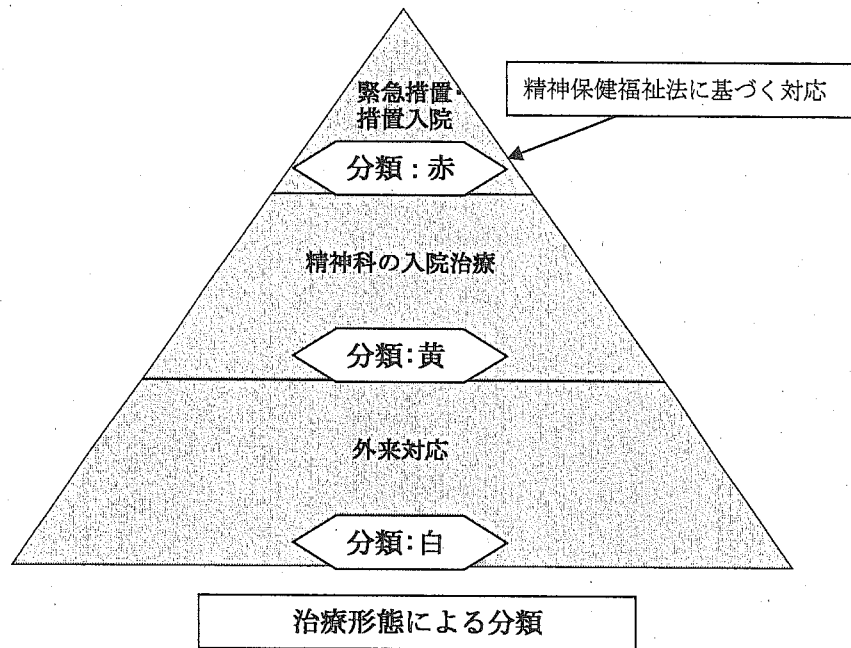 緊急措置・
措置入院
精神保健福祉法に基づく対応
分類：赤
精神科の入院治療
分類：黄
外来対応
分類：白
治療形態による分類